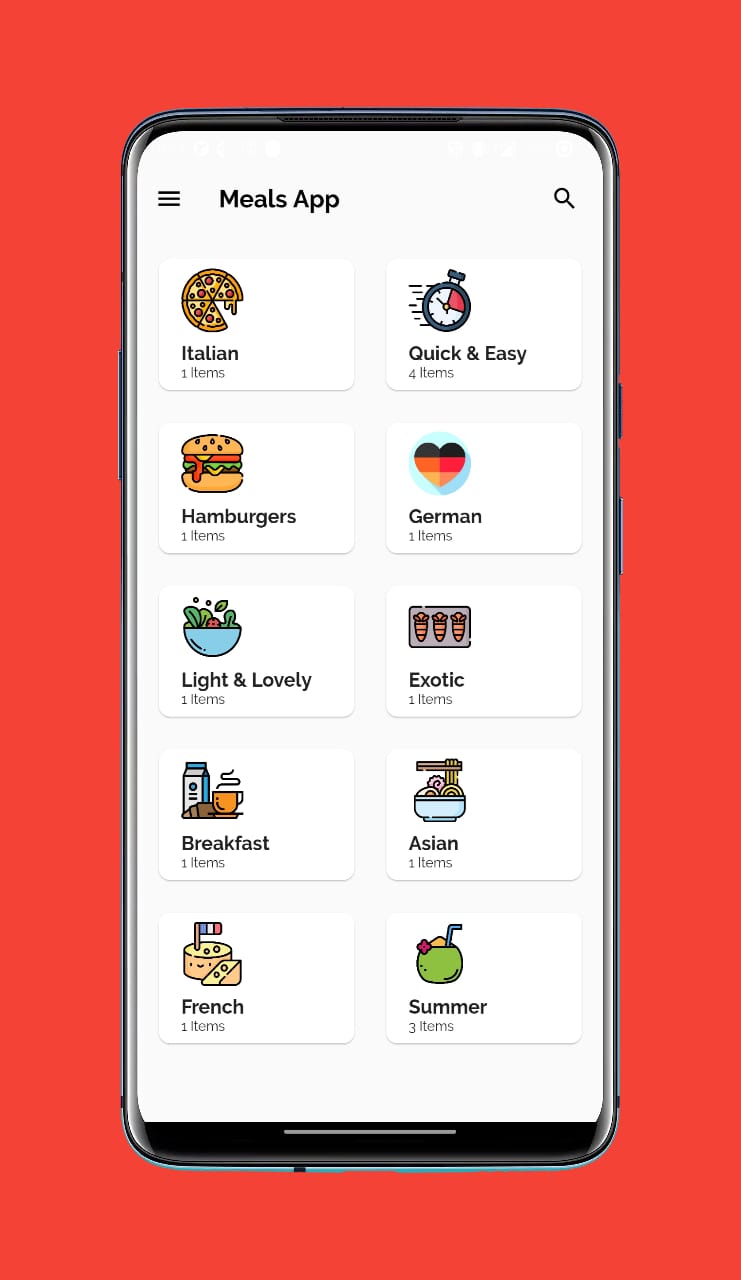 Meals App
Italian
1 Items
Quick & Easy
4 Items
Hamburgers
1 Items
German
1 Items
Light & Lovely
1 Items
Exotic
1 Items
Breakfast
1 Items
Asian
1 Items
French
1 Items
Summer
3 Items